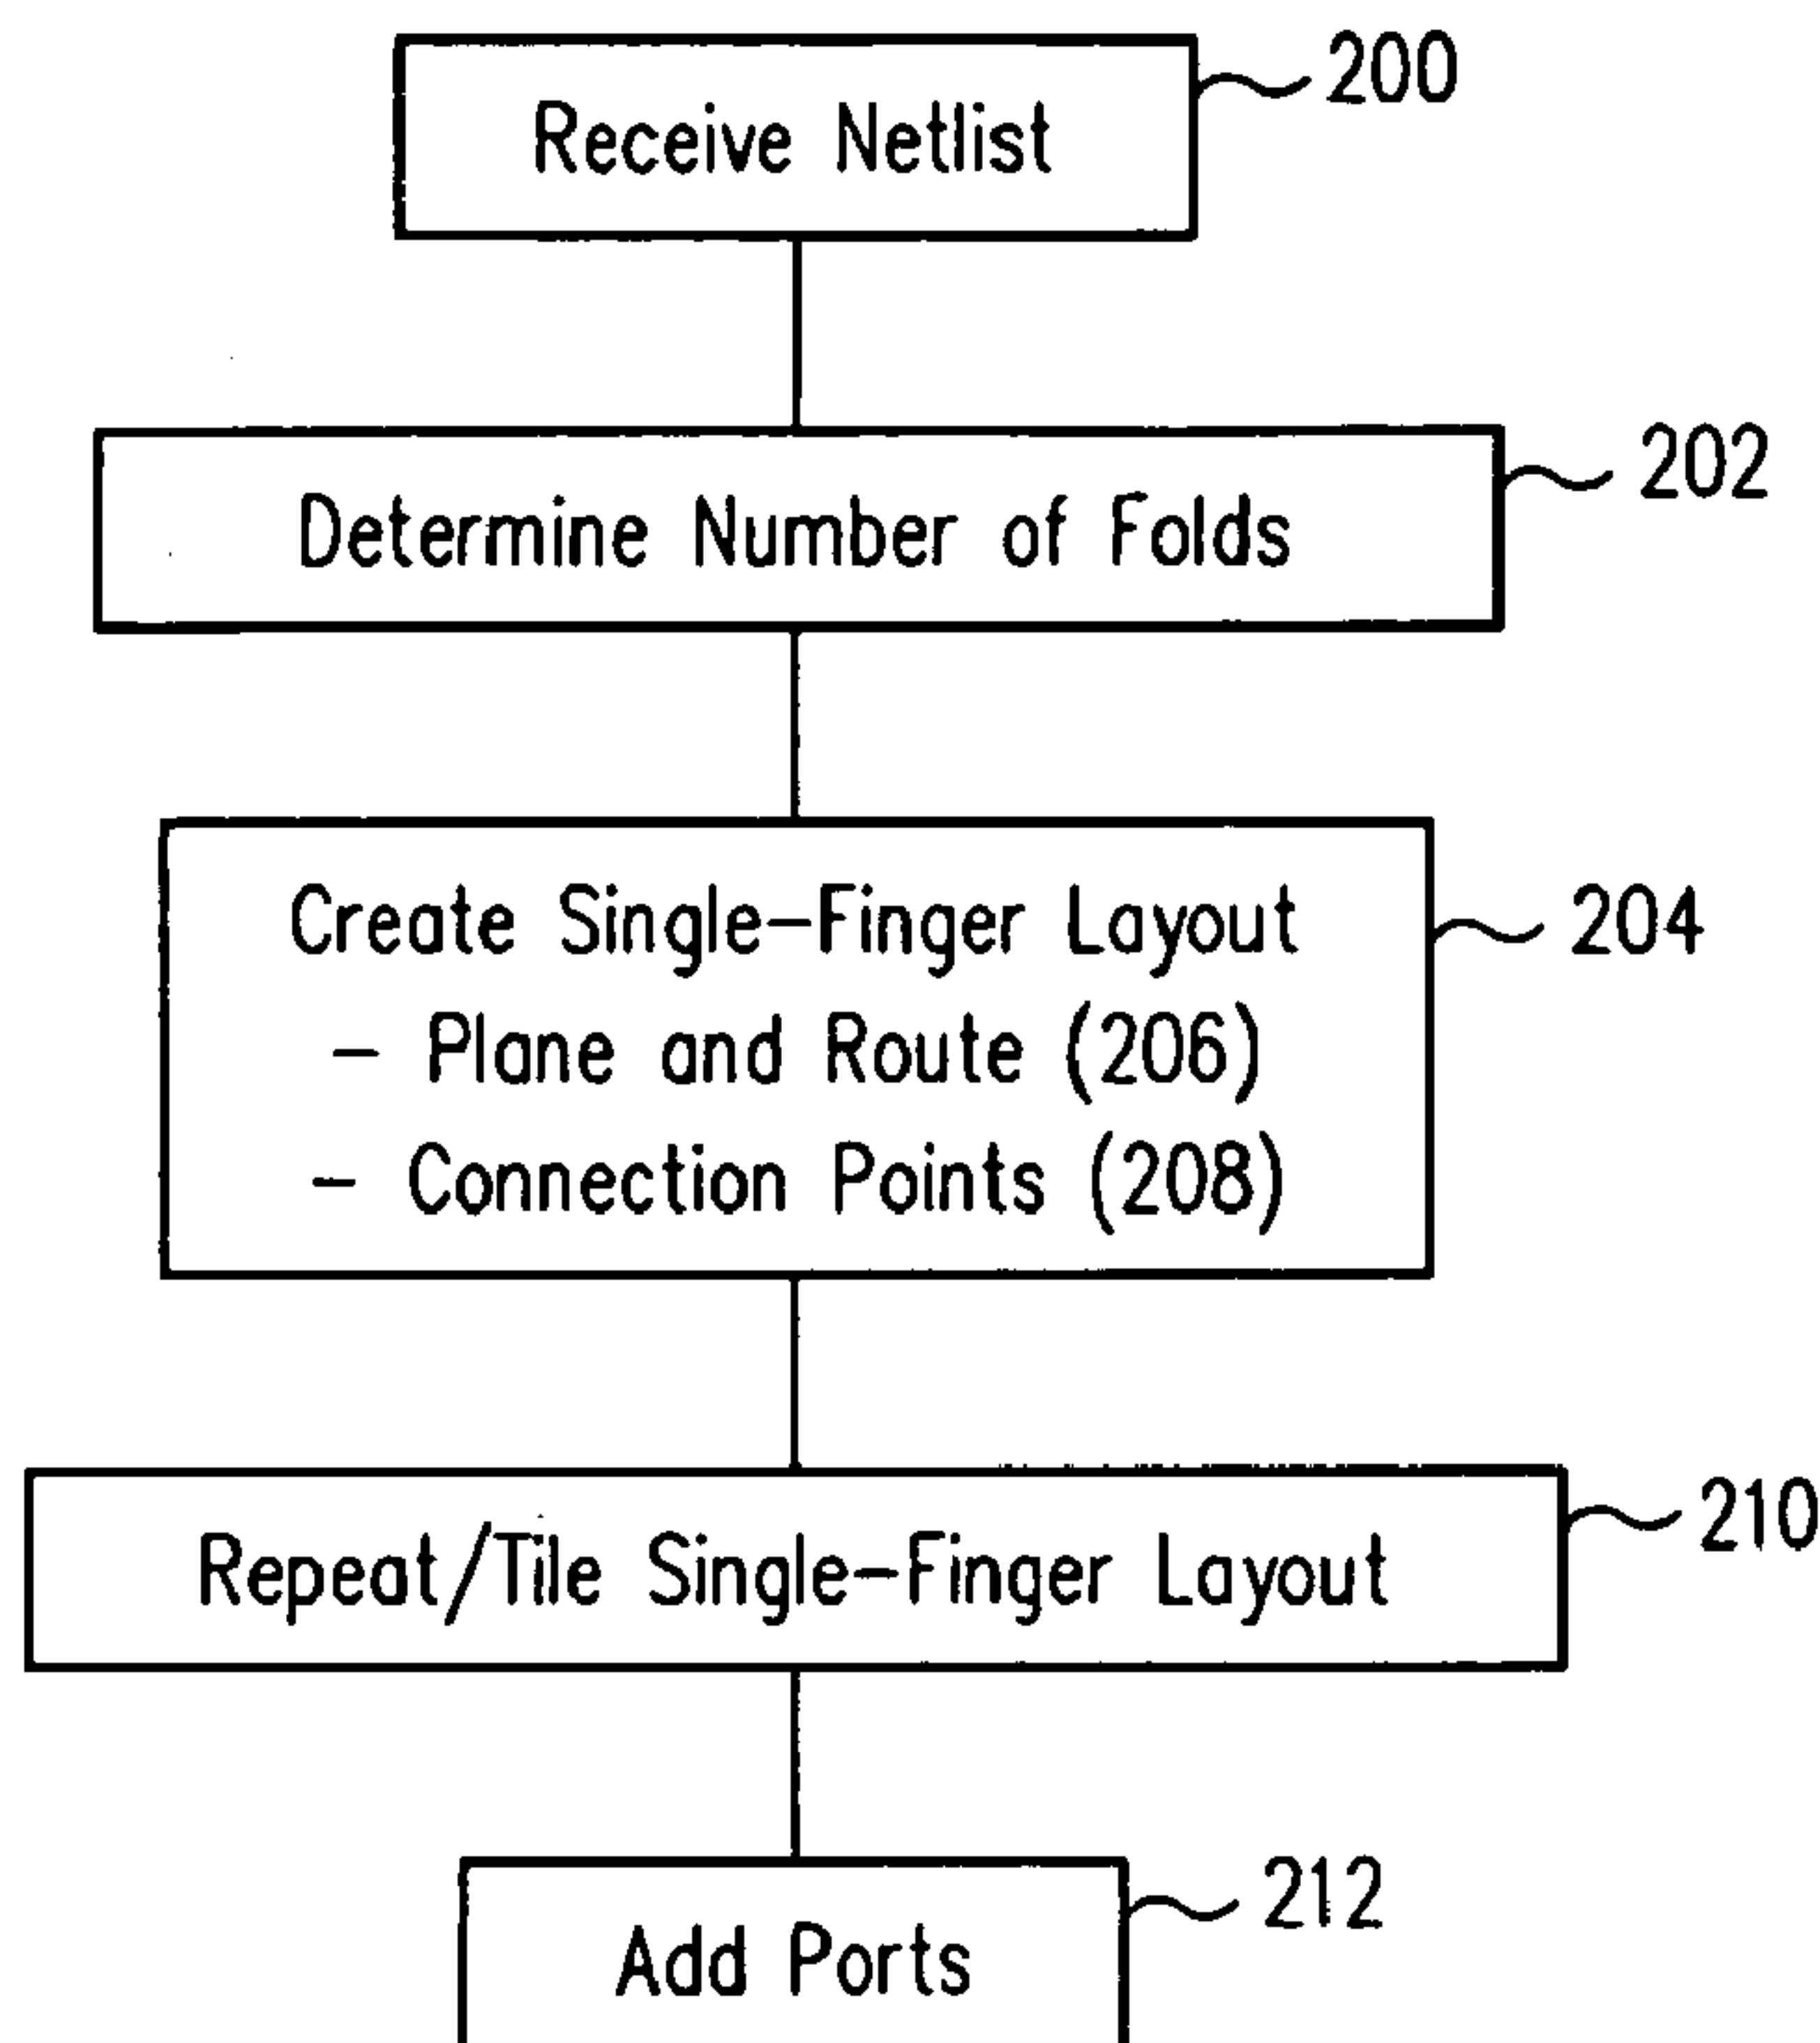 200
Receive Netlist
202
Determine Number of Folds
204
Create Single-Finger Layout
- Plane and Route (206)
- Connection Points (208)
210
Repeat/Tile Single-Finger Layout
212
Add Ports